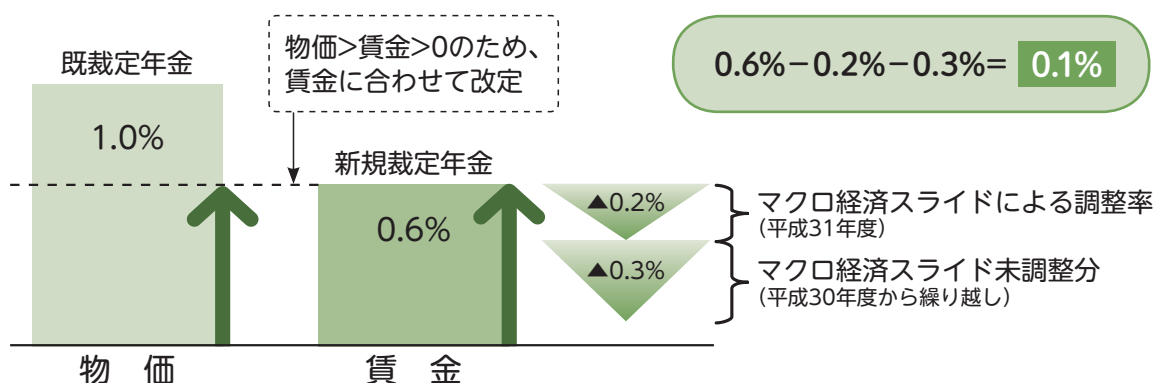 物価>賃金>0のため、
賃金に合わせて改定
0.6%−0.2%−0.3%= 0.1%
既裁定年金
1.0%
新規裁定年金
0.6%
▲0.2%
マクロ経済スライドによる調整率
（平成31年度）
▲0.3%
マクロ経済スライド未調整分
（平成30年度から繰り越し）
物　価
賃　金